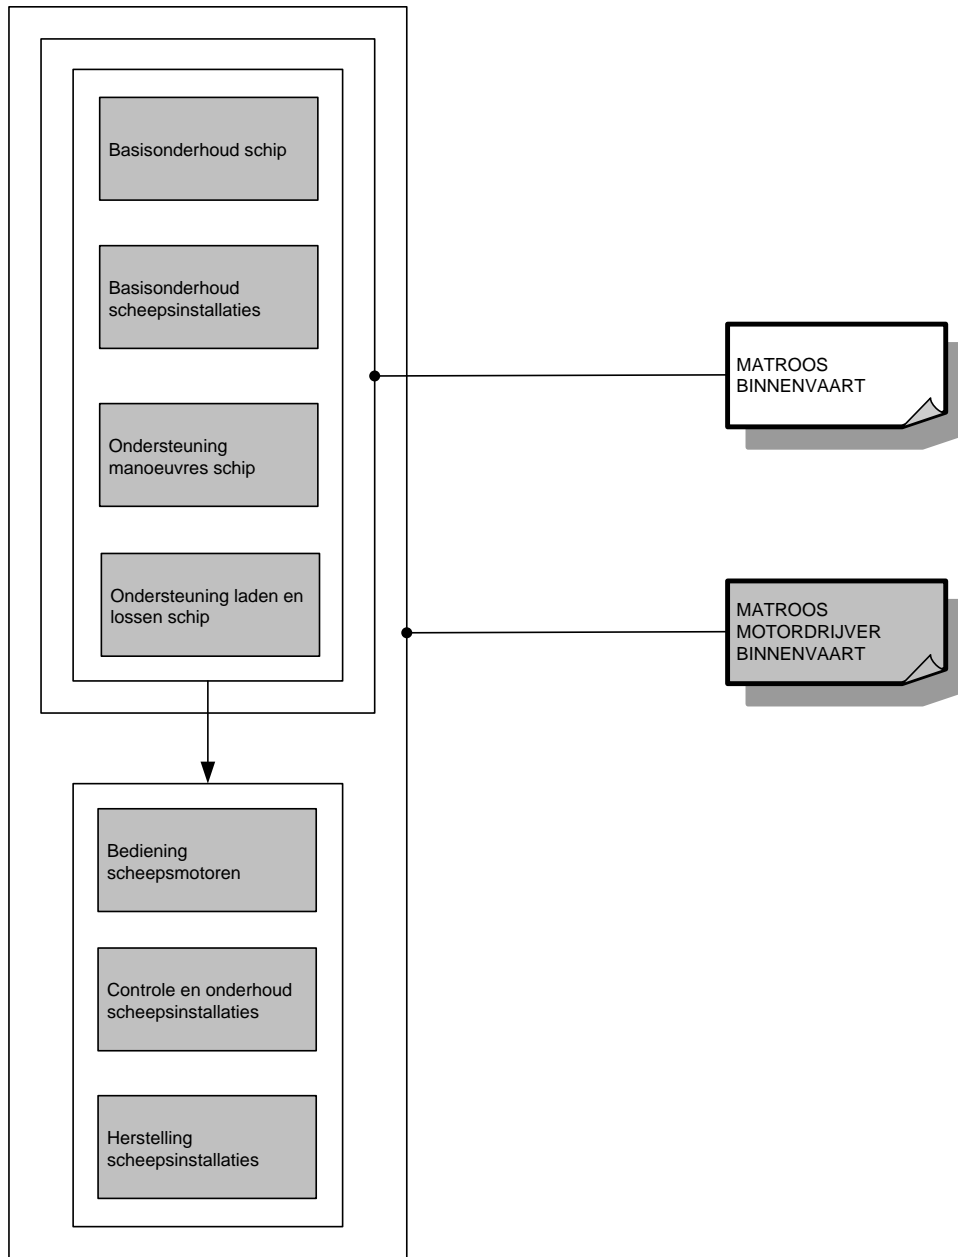 Basisonderhoud schip
Basisonderhoud
scheepsinstallaties
Ondersteuning
manoeuvres schip
Ondersteuning laden en
lossen schip
MATROOS
BINNENVAART
MATROOS
MOTORDRIJVER
BINNENVAART
Bediening
scheepsmotoren
Controle en onderhoud
scheepsinstallaties
Herstelling
scheepsinstallaties